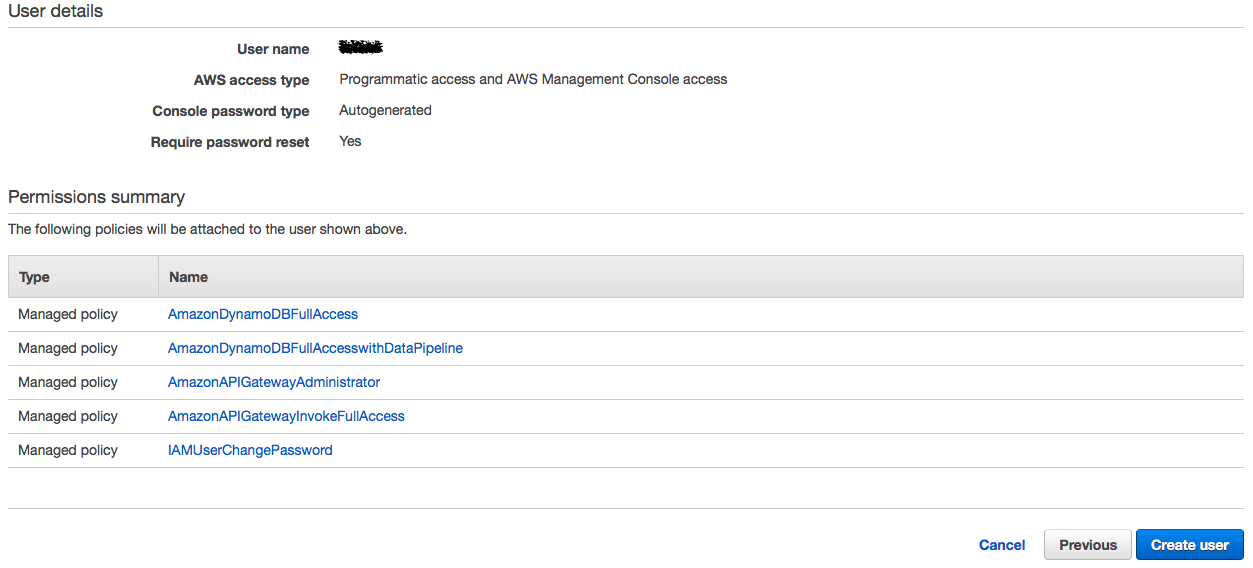 User details
User name
AWS access type Programmatic access and AWS Management Console access
Console password type Autogenerated
Require password reset Yes
Permissions summary
The following policies will be attached to the user shown above.
Type Name
Managed policy AmazonDynamoDBFullAccess
Managed policy AmazonDynamoDBFullAccesswithDataPipeline
Managed policy AmazonAPIGatewayAdministrator
Managed policy AmazonAPIGatewayInvokeFullAccess
Managed policy IAMUserChangePassword
Cancel Previous Create user